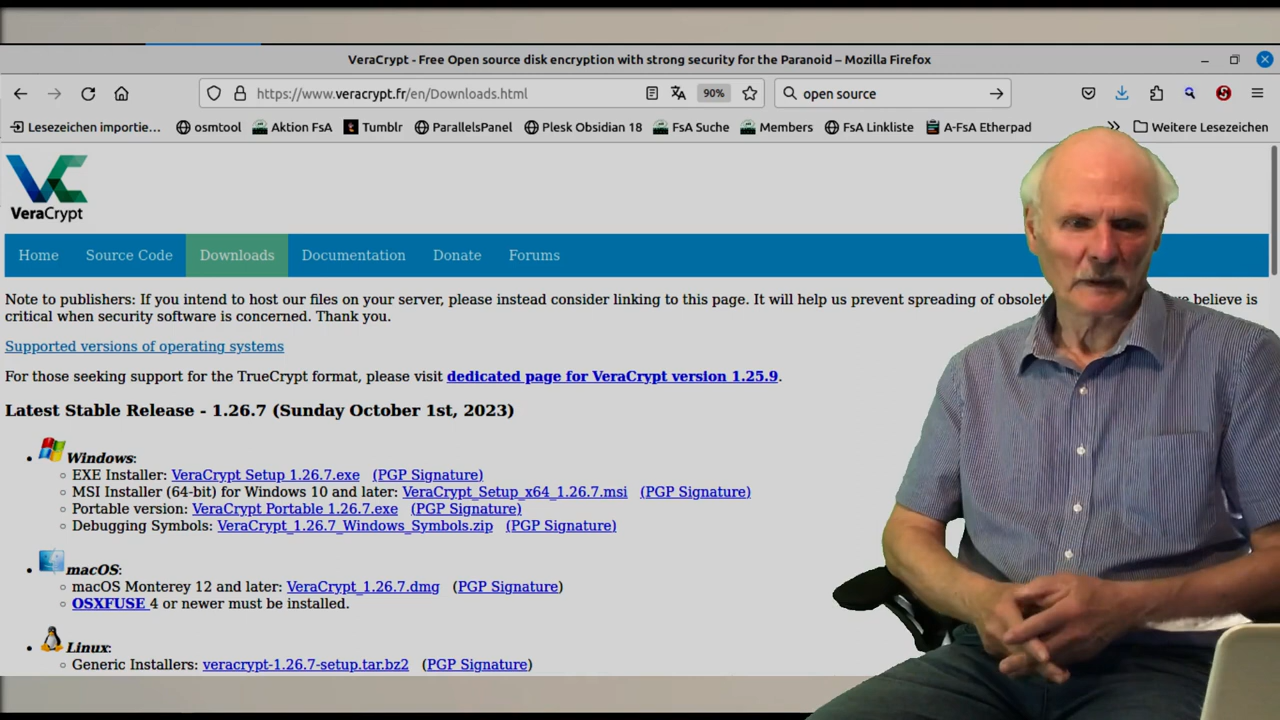 VeraCrypt - Free Open source disk encryption with strong security for the Paranoid – Mozilla Firefox
https://www.veracrypt.fr/en/Downloads.html 90% open source
Lesezeichen importie… osmtool Aktion FsA Tumblr ParallelsPanel Plesk Obsidian 18 FsA Suche Members FsA Linkliste A-FsA Etherpad Weitere Lesezeichen
VeraCrypt
Home Source Code Downloads Documentation Donate Forums
Note to publishers: If you intend to host our files on your server, please instead consider linking to this page. It will help us prevent spreading of believe is
critical when security software is concerned. Thank you.
Supported versions of operating systems
For those seeking support for the TrueCrypt format, please visit dedicated page for VeraCrypt version 1.25.9.
Latest Stable Release - 1.26.7 (Sunday October 1st, 2023)
Windows:
EXE Installer: VeraCrypt Setup 1.26.7.exe (PGP Signature)
MSI Installer (64-bit) for Windows 10 and later: VeraCrypt_Setup_x64_1.26.7.msi (PGP Signature)
Portable version: VeraCrypt Portable 1.26.7.exe (PGP Signature)
Debugging Symbols: VeraCrypt_1.26.7_Windows_Symbols.zip (PGP Signature)
macOS:
macOS Monterey 12 and later: VeraCrypt_1.26.7.dmg (PGP Signature)
OSXFUSE 4 or newer must be installed.
Linux:
Generic Installers: veracrypt-1.26.7-setup.tar.bz2 (PGP Signature)